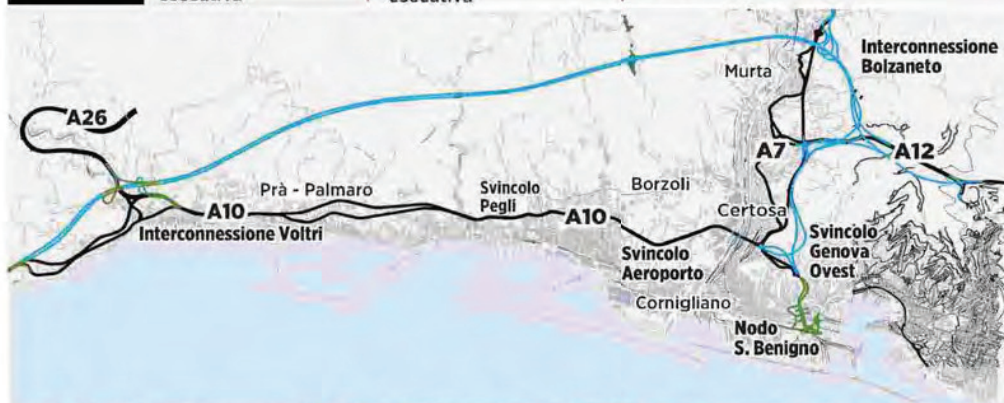 Interconnessione
Bolzaneto
Murta
A26
A7
A12
Prà - Palmaro
Svincolo
Pegli
Borzoli
A10
A10
Certosa
Interconnessione Voltri
Svincolo
Aeroporto
Svincolo
Genova
Ovest
Cornigliano
Nodo
S. Benigno